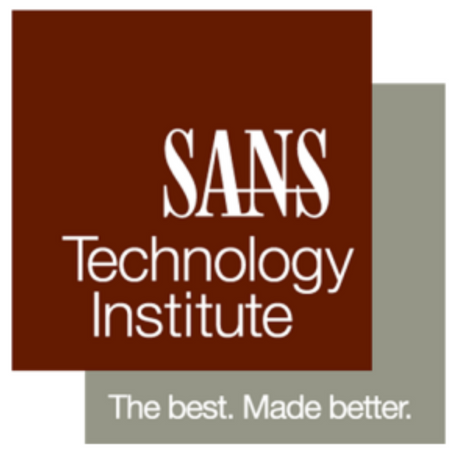 SANS
Technology
Institute
The best. Made better.